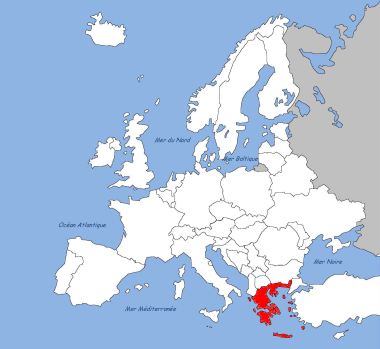 Mer du Nord
Mer Baltique
Océan Atlantique
Mer Noire
Mer Méditerranée